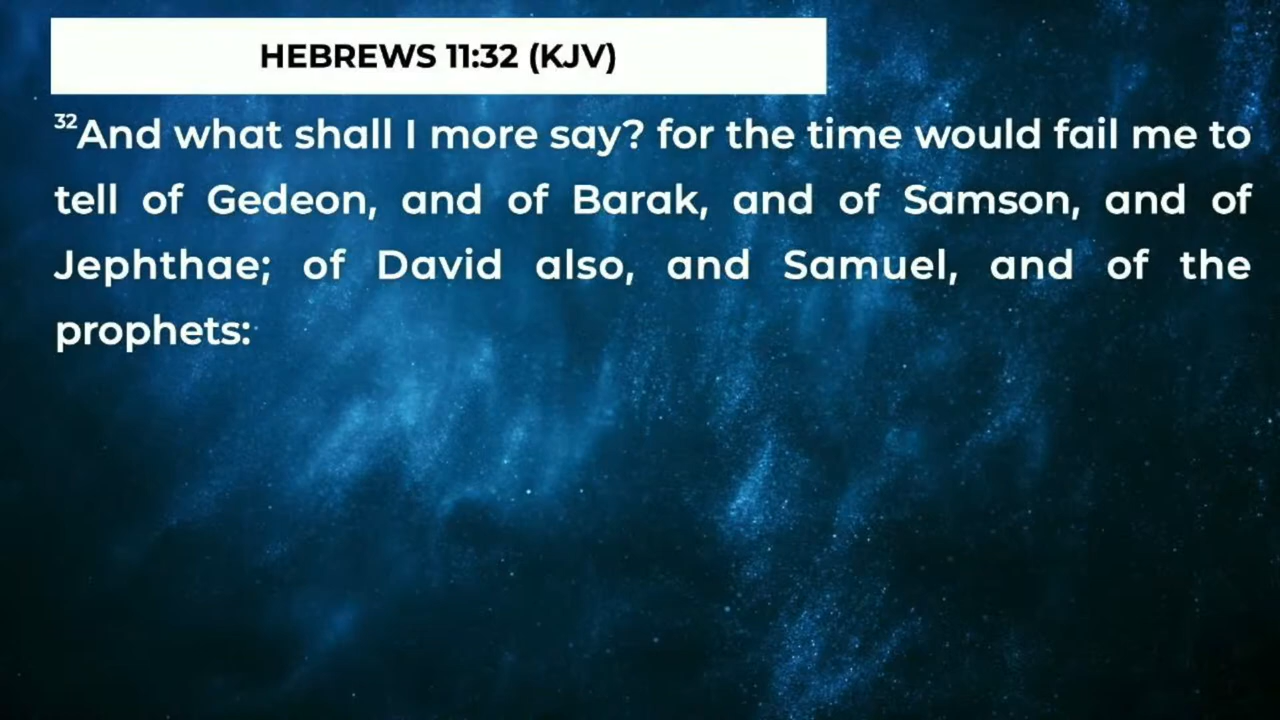 HEBREWS 11:32 (KJV)
32And what shall I more say? for the time would fail me to
tell of Gedeon, and of Barak, and of Samson, and of
Jephthae; of David also, and Samuel, and of the
prophets: